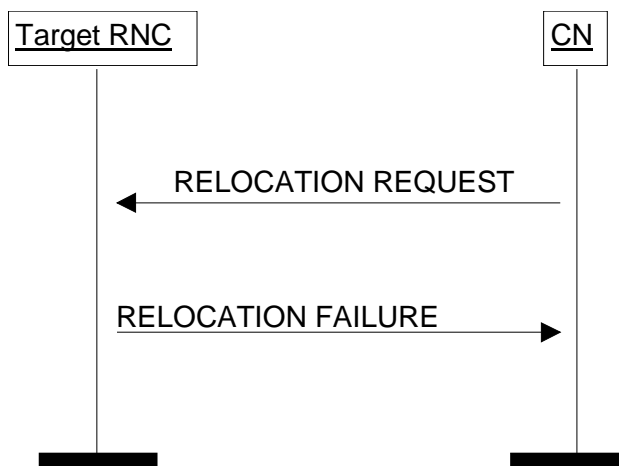 Target RNC
CN
RELOCATION REQUEST
RELOCATION FAILURE